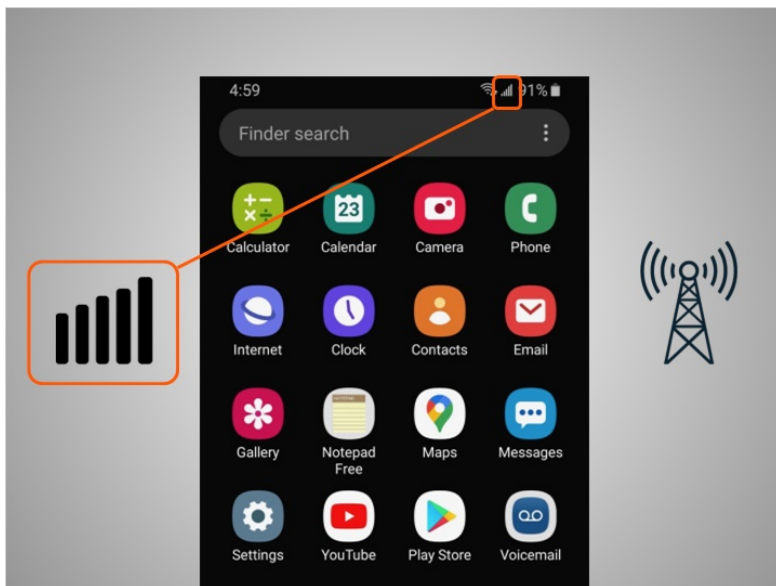 4:59
91%
Finder search
23
Calculator
Calendar
Camera
Phone
Internet
Clock
Contacts
Email
Gallery
Notepad
Free
Maps
Messages
Settings
YouTube
Play Store
Voicemail